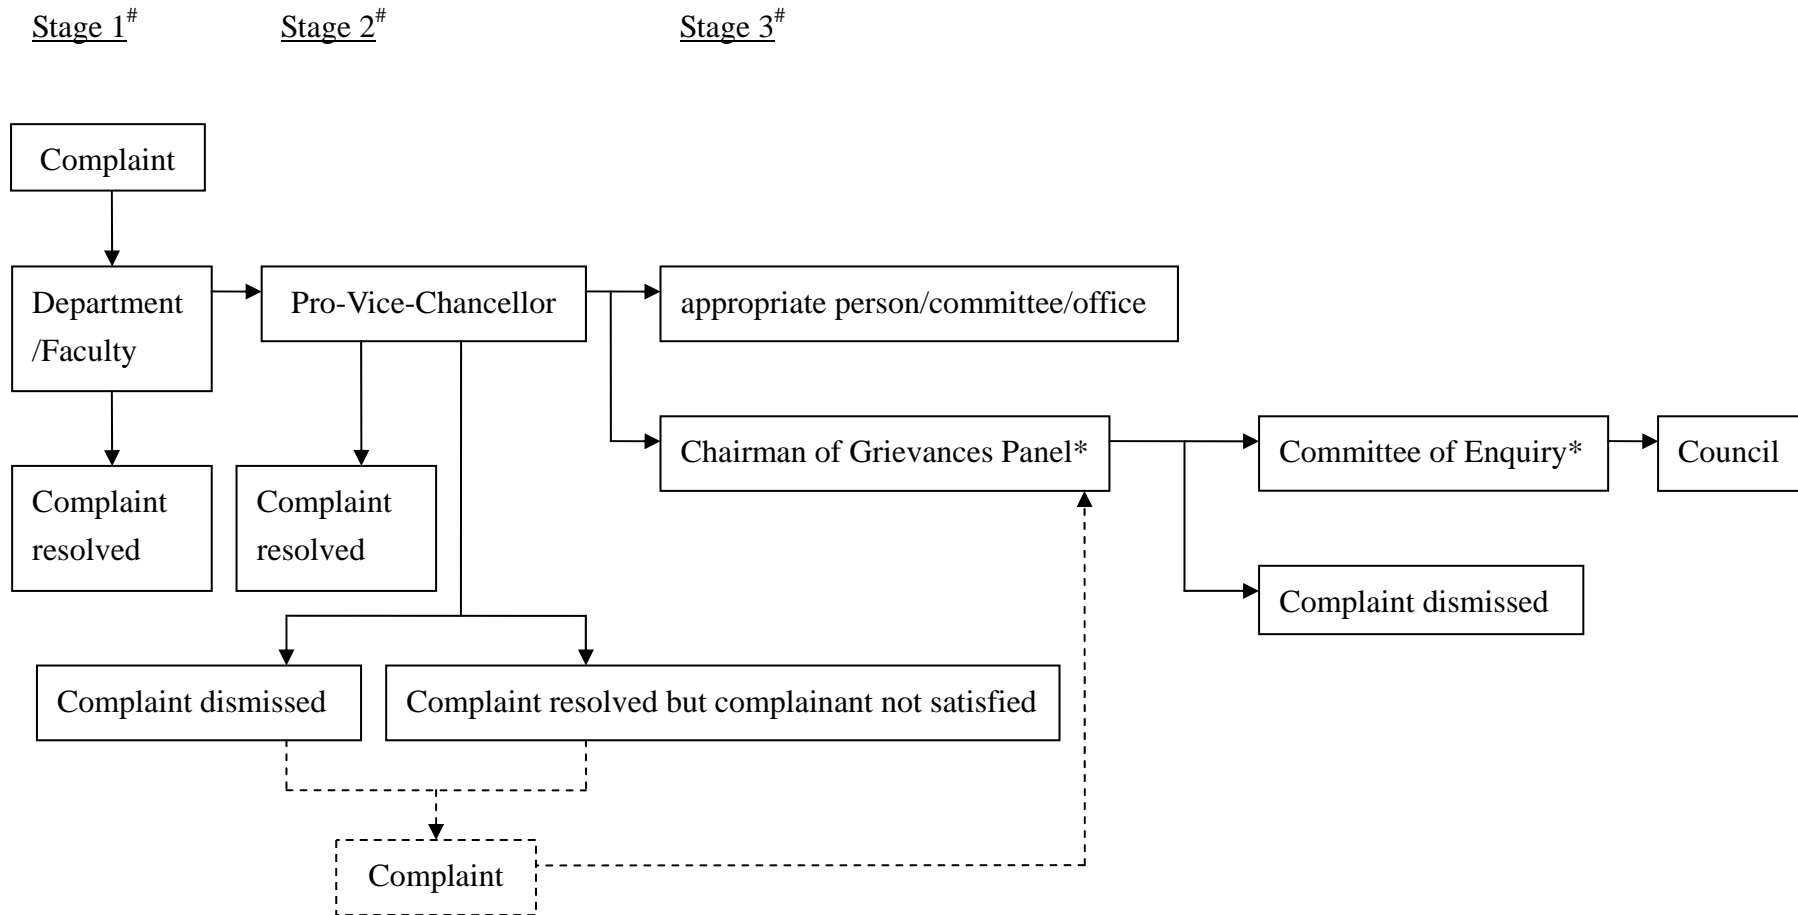 Stage 1#
Stage 2#
Stage 3#
Complaint
Department
/Faculty
Pro-Vice-Chancellor
appropriate person/committee/office
Chairman of Grievances Panel*
Committee of Enquiry*
Council
Complaint
resolved
Complaint
resolved
Complaint dismissed
Complaint dismissed
Complaint resolved but complainant not satisfied
Complaint